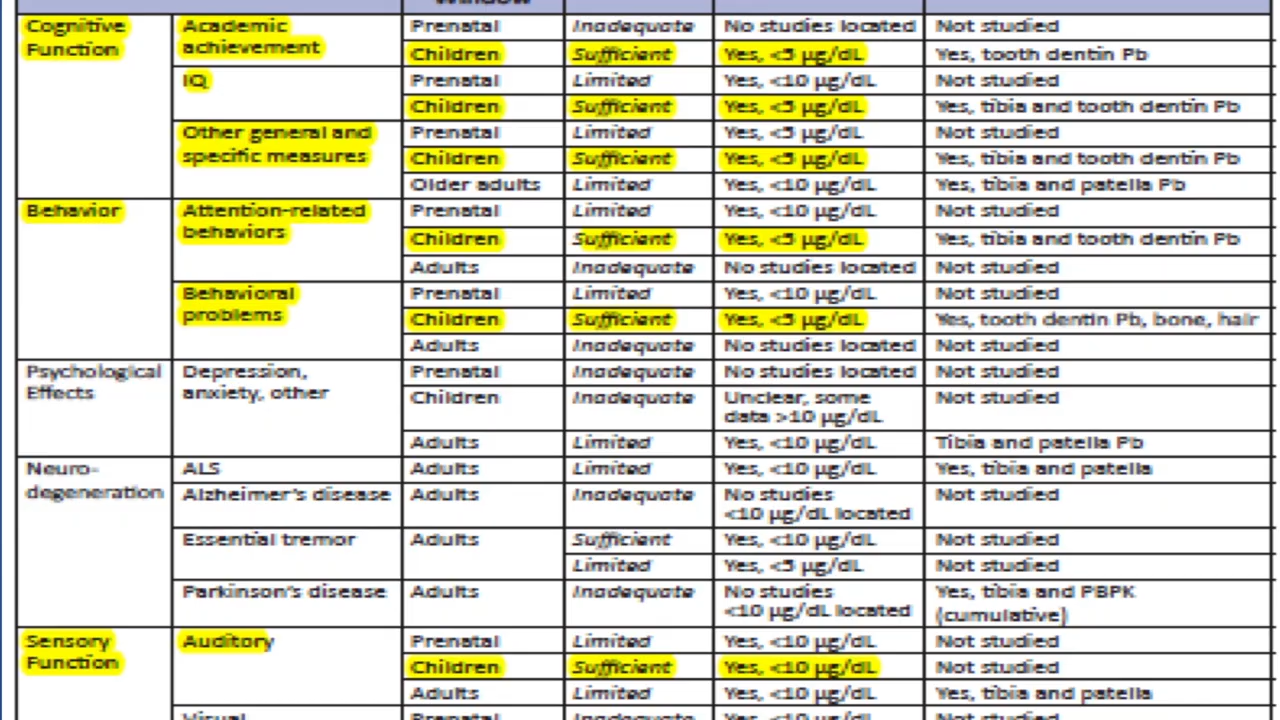 Window
Cognitive Function Academic achievement Prenatal Inadequate No studies located Not studied
Children Sufficient Yes, <5 µg/dL Yes, tooth dentin Pb
IQ Prenatal Limited Yes, <10 µg/dL Not studied
Children Sufficient Yes, <5 µg/dL Yes, tibia and tooth dentin Pb
Other general and specific measures Prenatal Limited Yes, <5 µg/dL Not studied
Children Sufficient Yes, <5 µg/dL Yes, tibia and tooth dentin Pb
Older adults Limited Yes, <10 µg/dL Yes, tibia and patella Pb
Behavior Attention-related behaviors Prenatal Limited Yes, <10 µg/dL Not studied
Children Sufficient Yes, <5 µg/dL Yes, tibia and tooth dentin Pb
Adults Inadequate No studies located Not studied
Behavioral problems Prenatal Limited Yes, <10 µg/dL Not studied
Children Sufficient Yes, <5 µg/dL Yes, tooth dentin Pb, bone, hair
Adults Inadequate No studies located Not studied
Psychological Effects Depression, anxiety, other Prenatal Inadequate No studies located Not studied
Children Inadequate Unclear, some data >10 µg/dL Not studied
Adults Limited Yes, <10 µg/dL Tibia and patella Pb
Neuro-degeneration ALS Adults Limited Yes, <10 µg/dL Yes, tibia and patella
Alzheimer's disease Adults Inadequate No studies <10 µg/dL located Not studied
Essential tremor Adults Sufficient Yes, <10 µg/dL Not studied
Limited Yes, <5 µg/dL Not studied
Parkinson's disease Adults Inadequate No studies <10 µg/dL located Yes, tibia and PBPK (cumulative)
Sensory Function Auditory Prenatal Limited Yes, <10 µg/dL Not studied
Children Sufficient Yes, <10 µg/dL Not studied
Adults Limited Yes, <10 µg/dL Yes, tibia and patella
Visual Prenatal Inadequate No studies located Not studied